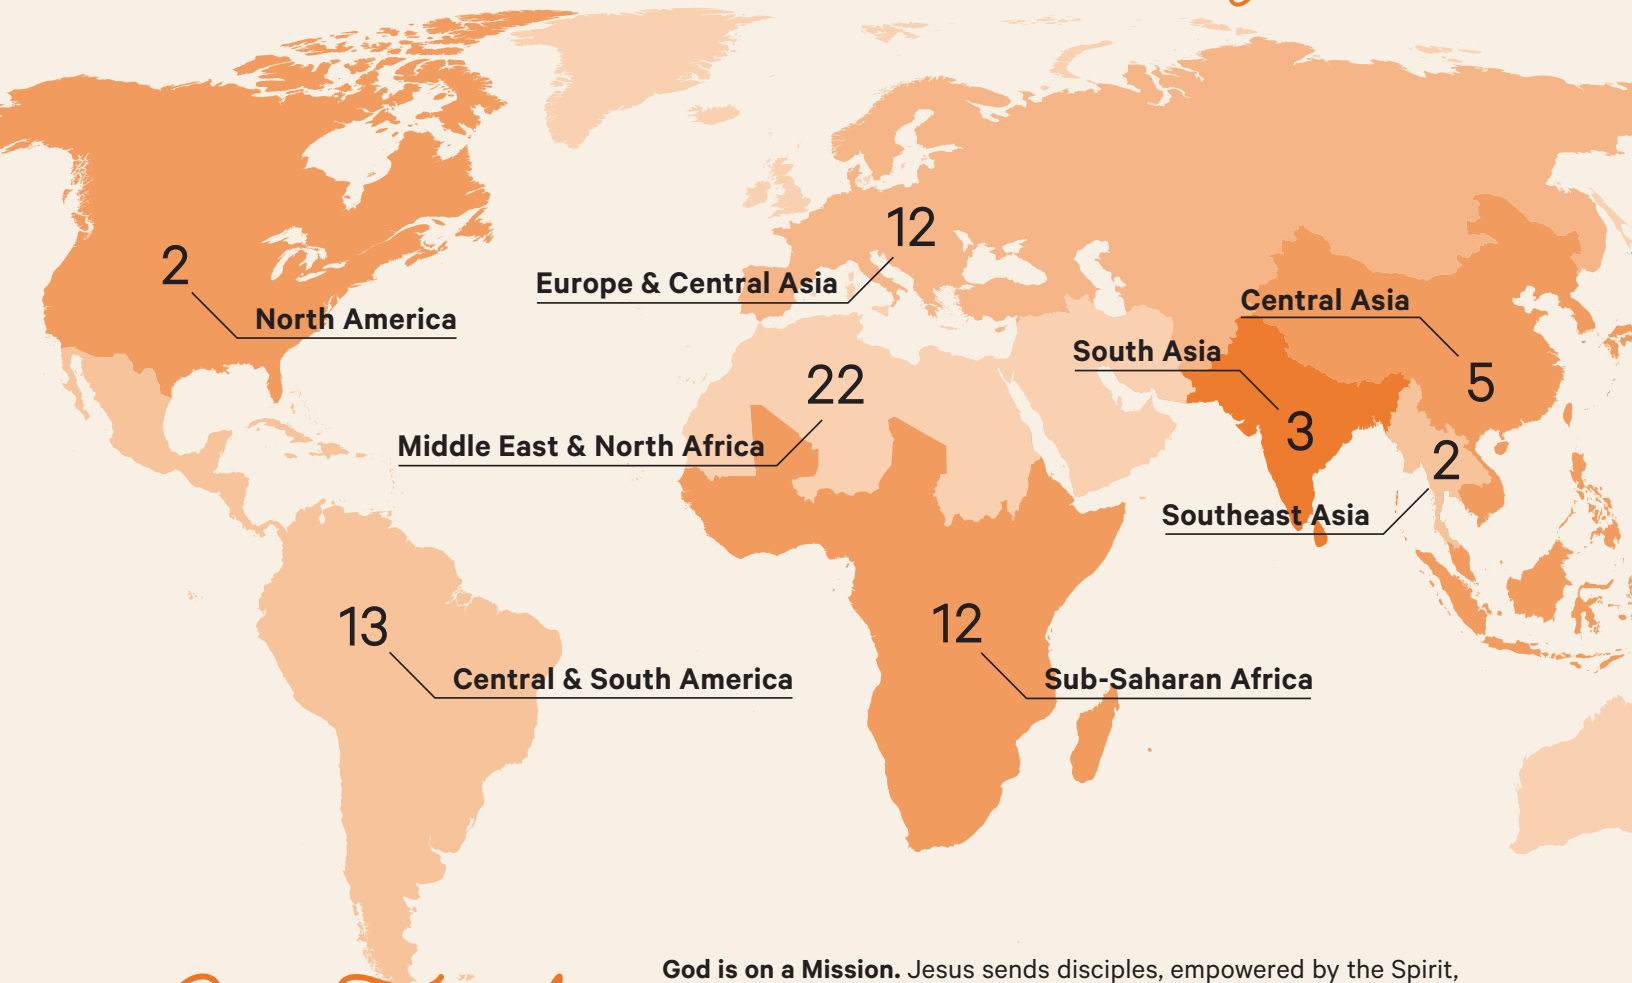 2
North America
12
Europe & Central Asia
Central Asia
5
South Asia
3
22
Middle East & North Africa
2
Southeast Asia
13
Central & South America
12
Sub-Saharan Africa
God is on a Mission. Jesus sends disciples, empowered by the Spirit,